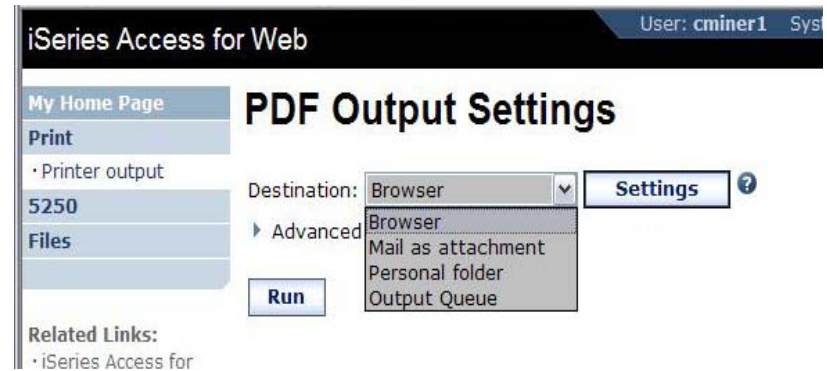 iSeries Access for Web
User: cminer1 Syst
My Home Page
Print
· Printer output
5250
Files
Related Links:
· iSeries Access for
PDF Output Settings
Destination: Browser Settings ?
Browser
Mail as attachment
Personal folder
Output Queue
Advanced
Run